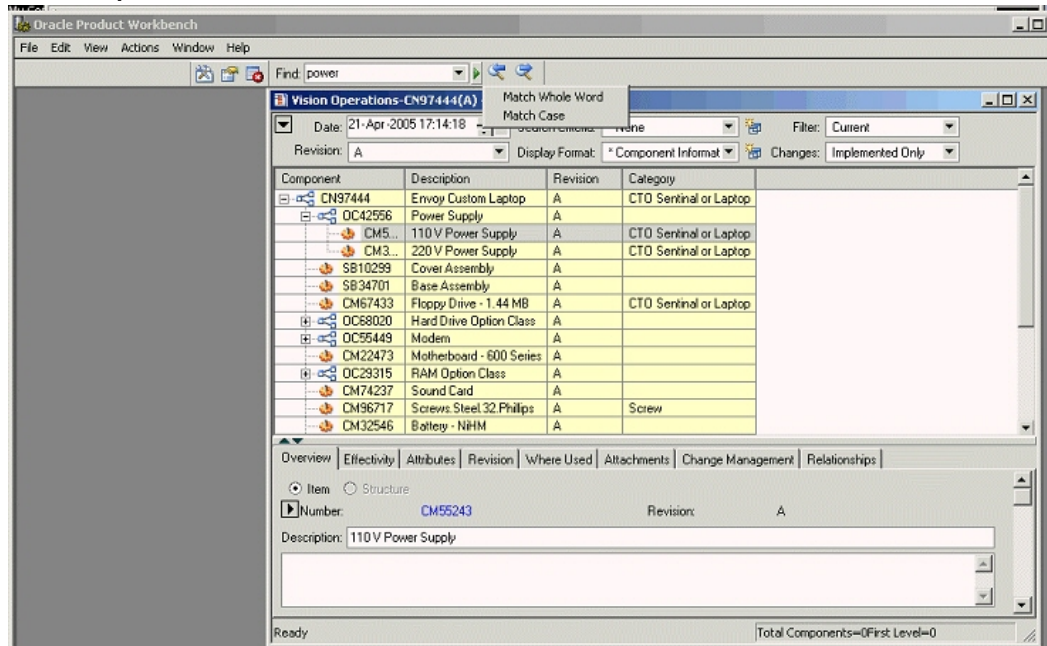 Oracle Product Workbench
File Edit View Actions Window Help
Find: power
Match Whole Word
Match Case
Vision Operations-CN97444(A)
Date: 21-Apr-2005 17:14:18 None Filter: Current
Revision: A Display Format: * Component Informat Changes: Implemented Only
Component Description Revision Category
CN97444 Envoy Custom Laptop A CTO Sentinal or Laptop
OC42556 Power Supply A
CM5... 110 V Power Supply A CTO Sentinal or Laptop
CM3... 220 V Power Supply A CTO Sentinal or Laptop
SB10299 Cover Assembly A
SB34701 Base Assembly A
CM67433 Floppy Drive - 1.44 MB A CTO Sentinal or Laptop
OC68020 Hard Drive Option Class A
OC55449 Modem A
CM22473 Motherboard - 600 Series A
OC29315 RAM Option Class A
CM74237 Sound Card A
CM96717 Screws.Steel.32.Phillips A Screw
CM32546 Battery - NiHM A
Overview Effectivity Attributes Revision Where Used Attachments Change Management Relationships
Item Structure
Number: CM55243 Revision: A
Description: 110 V Power Supply
Ready Total Components=0First Level=0